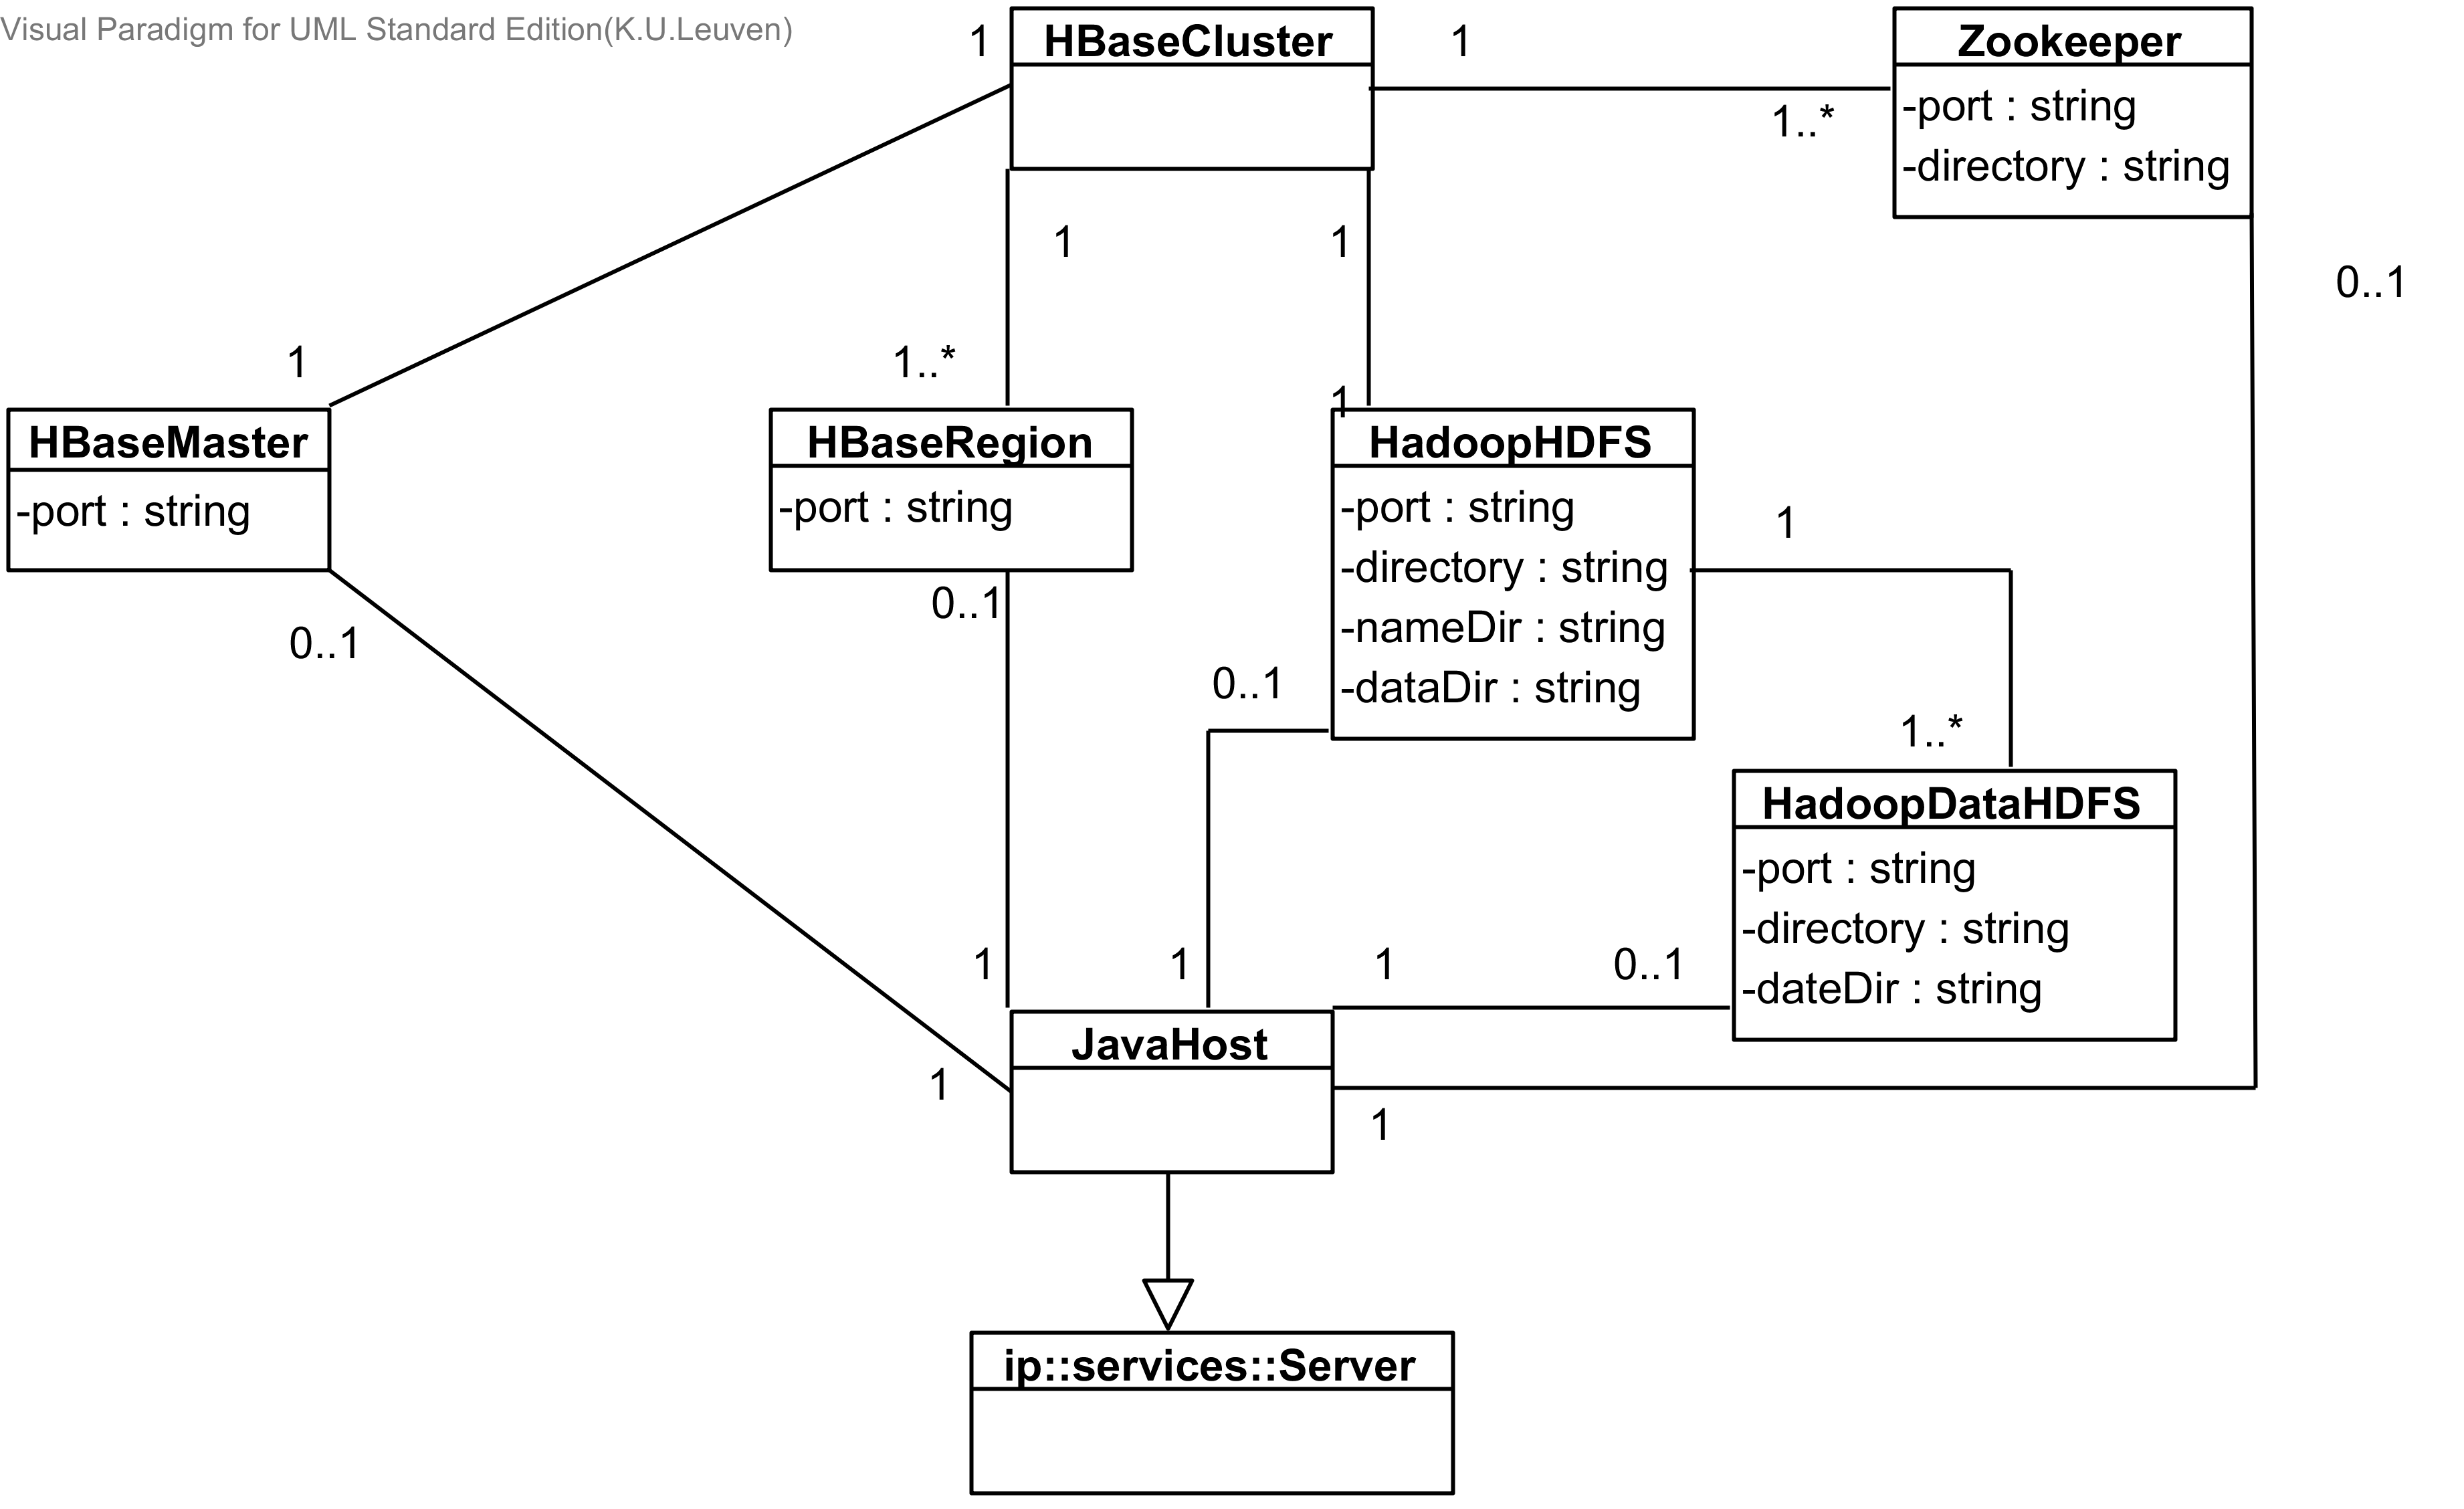 Visual Paradigm for UML Standard Edition(K.U.Leuven)
1
HBaseCluster
1
Zookeeper
-port : string
-directory : string
1..*
1
1
0..1
1
1..*
1
HBaseMaster
-port : string
HBaseRegion
-port : string
HadoopHDFS
-port : string
-directory : string
-nameDir : string
-dataDir : string
1
0..1
0..1
0..1
1..*
HadoopDataHDFS
-port : string
-directory : string
-dateDir : string
1
1
1
0..1
JavaHost
1
1
ip::services::Server